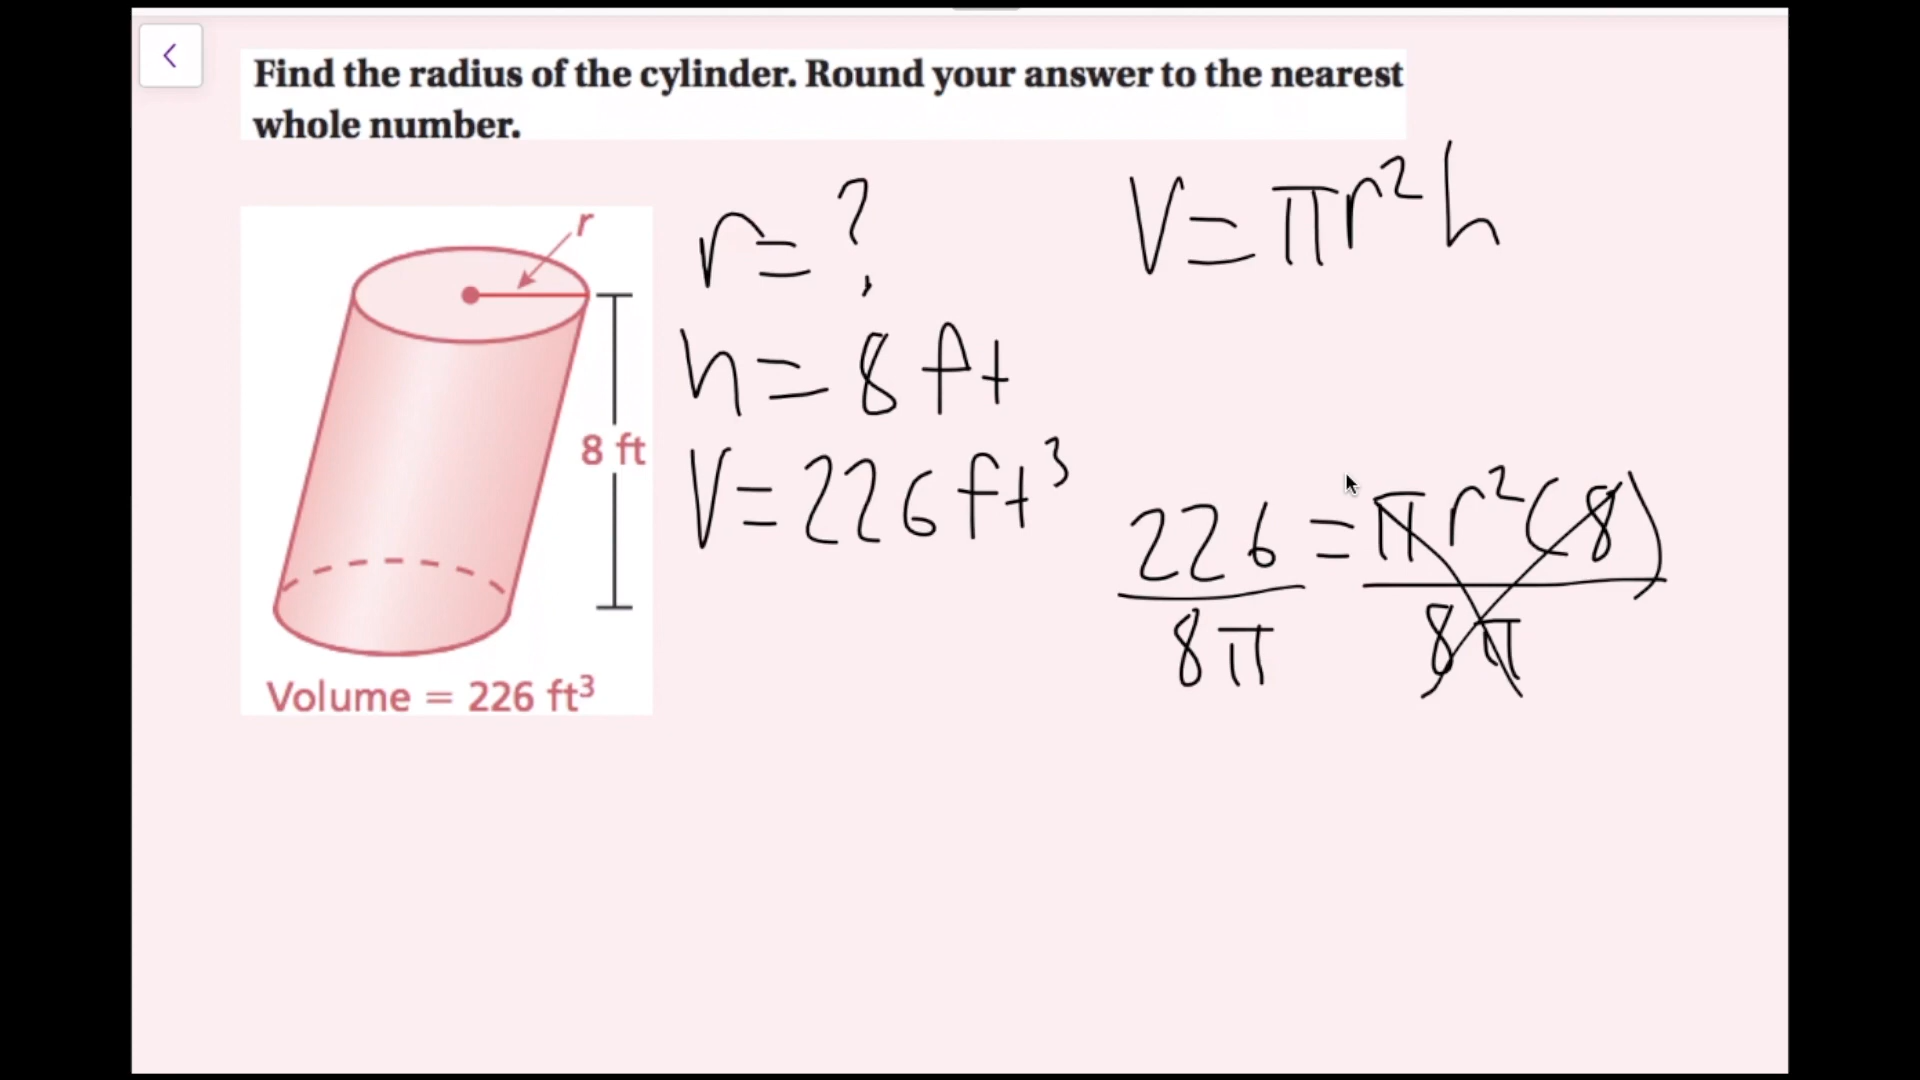 Find the radius of the cylinder. Round your answer to the nearest
whole number.
r
8 ft
Volume = 226 ft³
r = ?
h = 8 ft
V = 226 ft³
V = πr²h
226 = πr²(8)
8π 8π